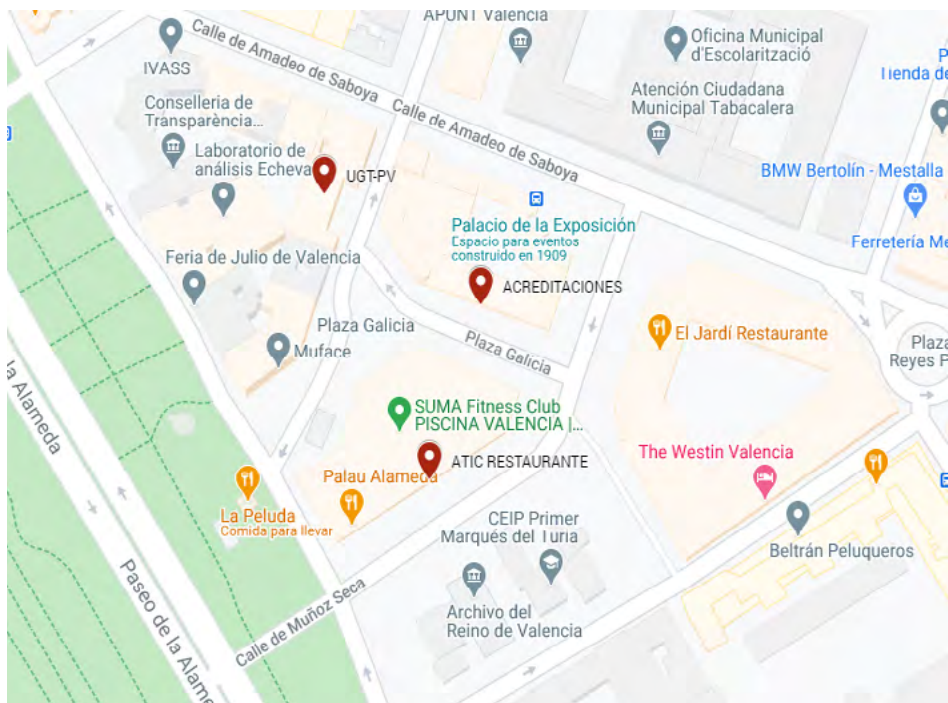 APUNT Valencia
Oficina Municipal
d'Escolarització
Calle de Amadeo de Saboya
IVASS
Conselleria de
Transparència...
Atención Ciudadana
Municipal Tabacalera
Calle de Amadeo de Saboya
Laboratorio de
análisis Echeva
UGT-PV
BMW Bertolín - Mestalla
Palacio de la Exposición
Espacio para eventos
construido en 1909
Ferretería Me
Feria de Julio de Valencia
ACREDITACIONES
Plaza Galicia
El Jardí Restaurante
Muface
Plaza Galicia
Plaza
Reyes P
la Alameda
SUMA Fitness Club
PISCINA VALENCIA |...
ATIC RESTAURANTE
The Westin Valencia
Palau Alameda
La Peluda
Comida para llevar
CEIP Primer
Marqués del Turia
Beltrán Peluqueros
Paseo de la Alame
Archivo del
Reino de Valencia
Calle de Muñoz Seca